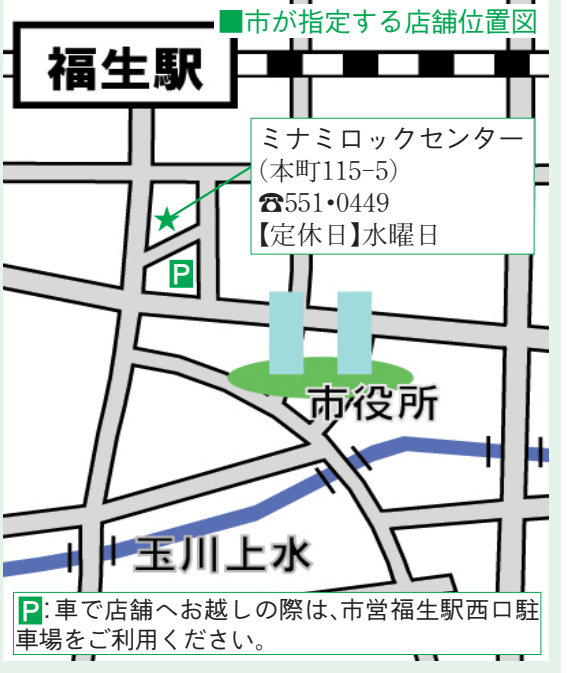 ■市が指定する店舗位置図
福生駅
ミナミロックセンター
(本町115-5)
☎551•0449
【定休日】水曜日
P
市役所
玉川上水
P:車で店舗へお越しの際は、市営福生駅西口駐
車場をご利用ください。